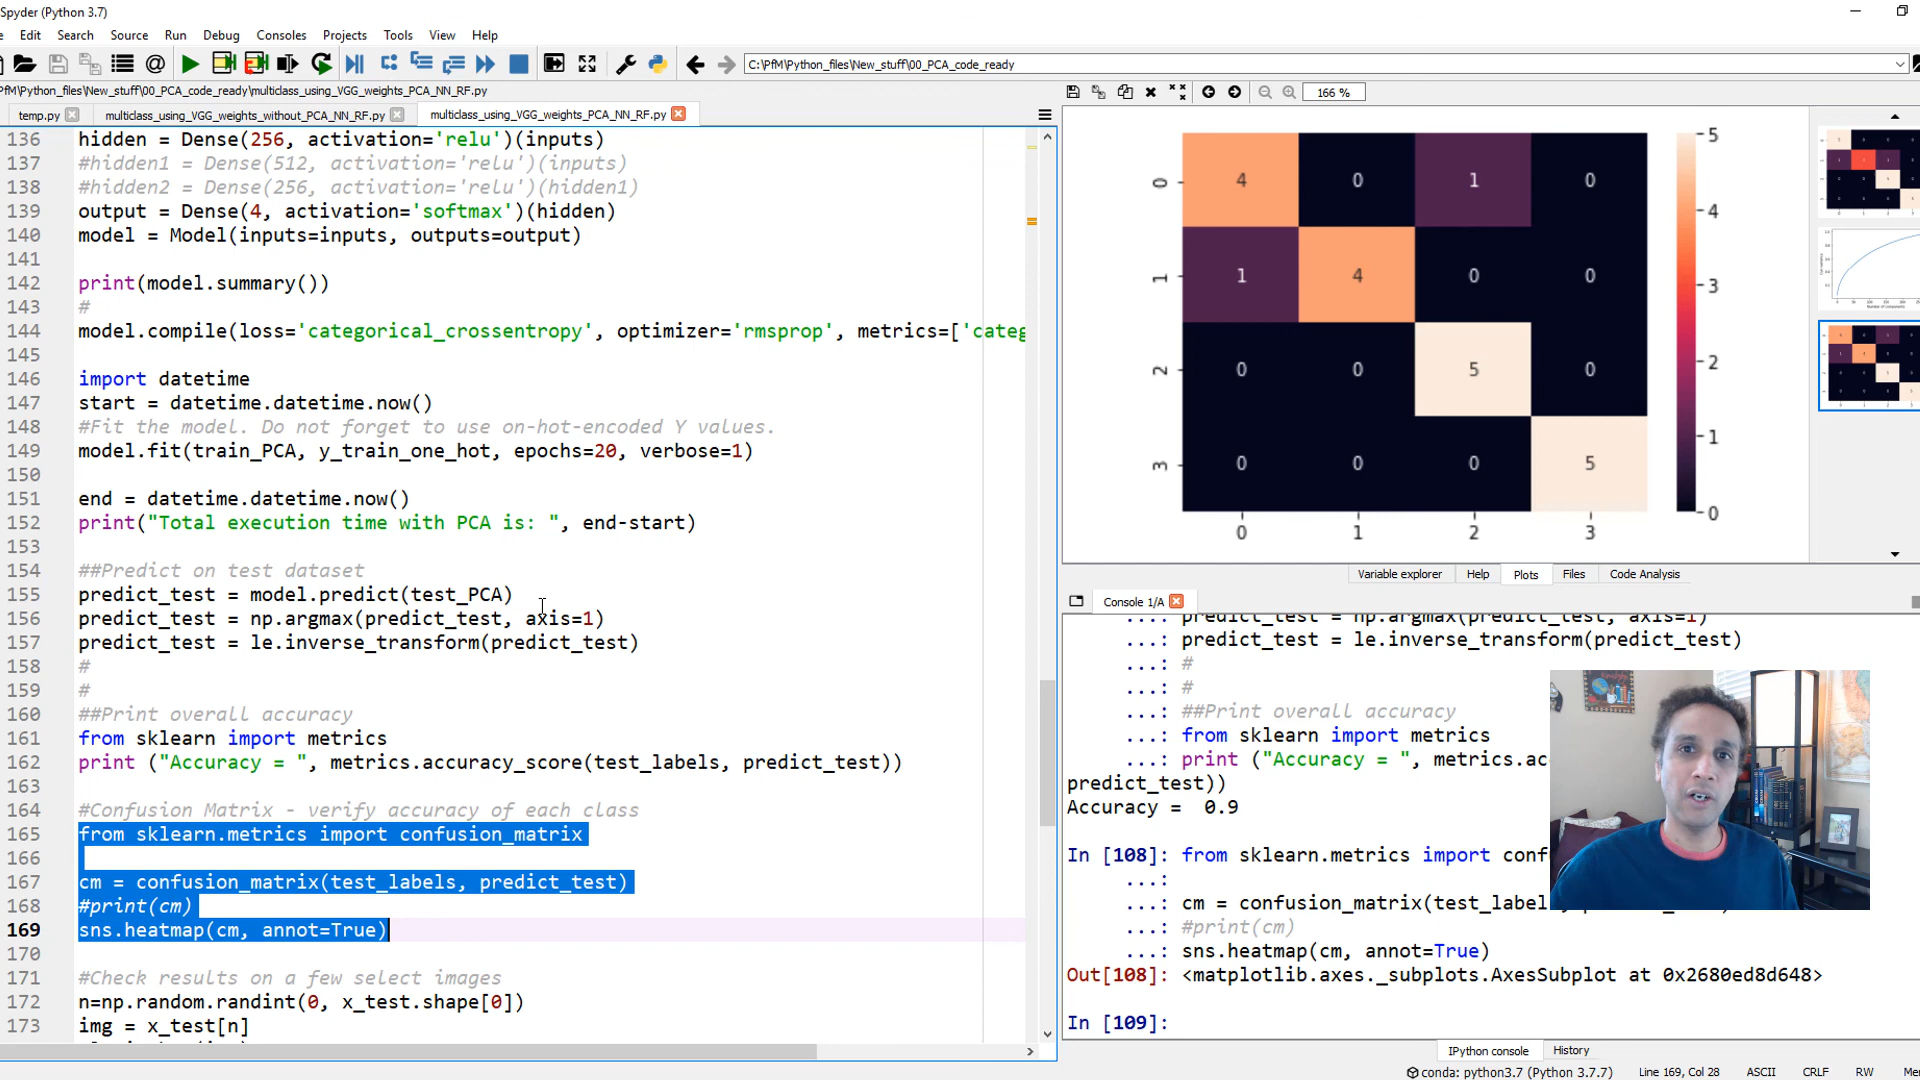 Spyder (Python 3.7)
Edit Search Source Run Debug Consoles Projects Tools View Help
C:\PfM\Python_files\New_stuff\00_PCA_code_ready
PfM\Python_files\New_stuff\00_PCA_code_ready\multiclass_using_VGG_weights_PCA_NN_RF.py
166 %
temp.py multiclass_using_VGG_weights_without_PCA_NN_RF.py multiclass_using_VGG_weights_PCA_NN_RF.py
136 hidden = Dense(256, activation='relu')(inputs)
137 #hidden1 = Dense(512, activation='relu')(inputs)
138 #hidden2 = Dense(256, activation='relu')(hidden1)
139 output = Dense(4, activation='softmax')(hidden)
140 model = Model(inputs=inputs, outputs=output)
141
142 print(model.summary())
143 #
144 model.compile(loss='categorical_crossentropy', optimizer='rmsprop', metrics=['categ
145
146 import datetime
147 start = datetime.datetime.now()
148 #Fit the model. Do not forget to use on-hot-encoded Y values.
149 model.fit(train_PCA, y_train_one_hot, epochs=20, verbose=1)
150
151 end = datetime.datetime.now()
152 print("Total execution time with PCA is: ", end-start)
153
154 ##Predict on test dataset
155 predict_test = model.predict(test_PCA)
156 predict_test = np.argmax(predict_test, axis=1)
157 predict_test = le.inverse_transform(predict_test)
158 #
159 #
160 ##Print overall accuracy
161 from sklearn import metrics
162 print ("Accuracy = ", metrics.accuracy_score(test_labels, predict_test))
163
164 #Confusion Matrix - verify accuracy of each class
165 from sklearn.metrics import confusion_matrix
166
167 cm = confusion_matrix(test_labels, predict_test)
168 #print(cm)
169 sns.heatmap(cm, annot=True)
170
171 #Check results on a few select images
172 n=np.random.randint(0, x_test.shape[0])
173 img = x_test[n]
0 4 0 1 0
1 1 4 0 0
2 0 0 5 0
3 0 0 0 5
0 1 2 3
5
4
3
2
1
0
Variable explorer Help Plots Files Code Analysis
Console 1/A
...: predict_test = np.argmax(predict_test, axis=1)
...: predict_test = le.inverse_transform(predict_test)
...: #
...: #
...: ##Print overall accuracy
...: from sklearn import metrics
...: print ("Accuracy = ", metrics.ac
predict_test))
Accuracy = 0.9
In [108]: from sklearn.metrics import conf
...:
...: cm = confusion_matrix(test_label
...: #print(cm)
...: sns.heatmap(cm, annot=True)
Out[108]: <matplotlib.axes._subplots.AxesSubplot at 0x2680ed8d648>
In [109]:
IPython console History
conda: python3.7 (Python 3.7.7) Line 169, Col 28 ASCII CRLF RW Me